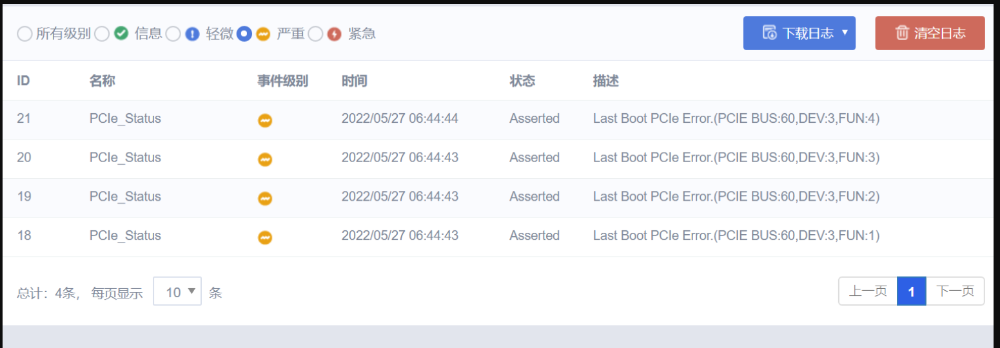 所有级别 信息 轻微 严重 紧急 下载日志 清空日志
ID 名称 事件级别 时间 状态 描述
21 PCIe_Status 2022/05/27 06:44:44 Asserted Last Boot PCIe Error.(PCIE BUS:60,DEV:3,FUN:4)
20 PCIe_Status 2022/05/27 06:44:43 Asserted Last Boot PCIe Error.(PCIE BUS:60,DEV:3,FUN:3)
19 PCIe_Status 2022/05/27 06:44:43 Asserted Last Boot PCIe Error.(PCIE BUS:60,DEV:3,FUN:2)
18 PCIe_Status 2022/05/27 06:44:43 Asserted Last Boot PCIe Error.(PCIE BUS:60,DEV:3,FUN:1)
总计：4条， 每页显示 10 条 上一页 1 下一页